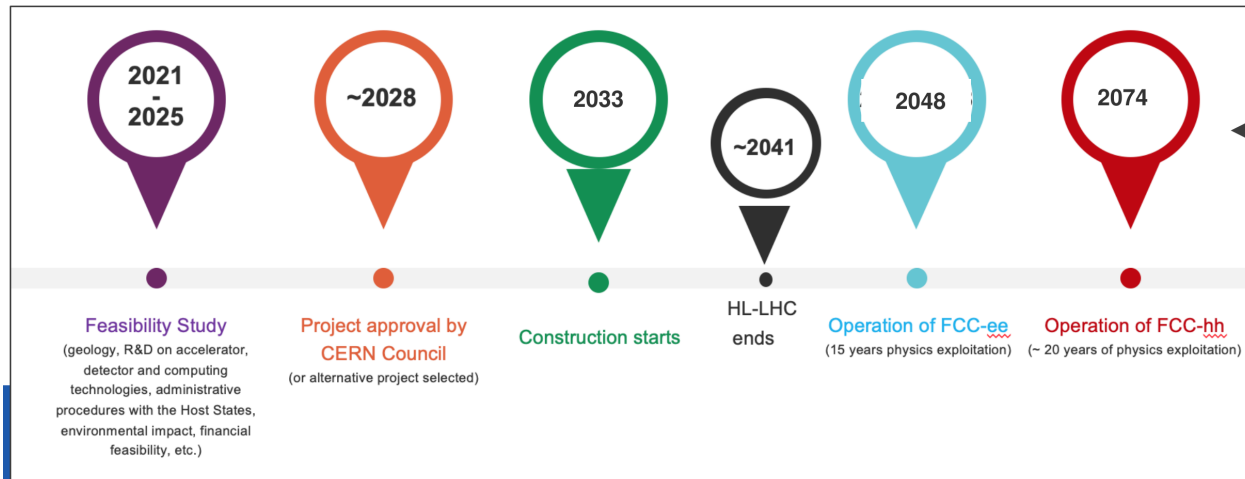 2021
-
2025
~2028
2033
~2041
2048
2074
Feasibility Study
(geology, R&D on accelerator,
detector and computing
technologies, administrative
procedures with the Host States,
environmental impact, financial
feasibility, etc.)
Project approval by
CERN Council
(or alternative project selected)
Construction starts
HL-LHC
ends
Operation of FCC-ee
(15 years physics exploitation)
Operation of FCC-hh
(~ 20 years of physics exploitation)